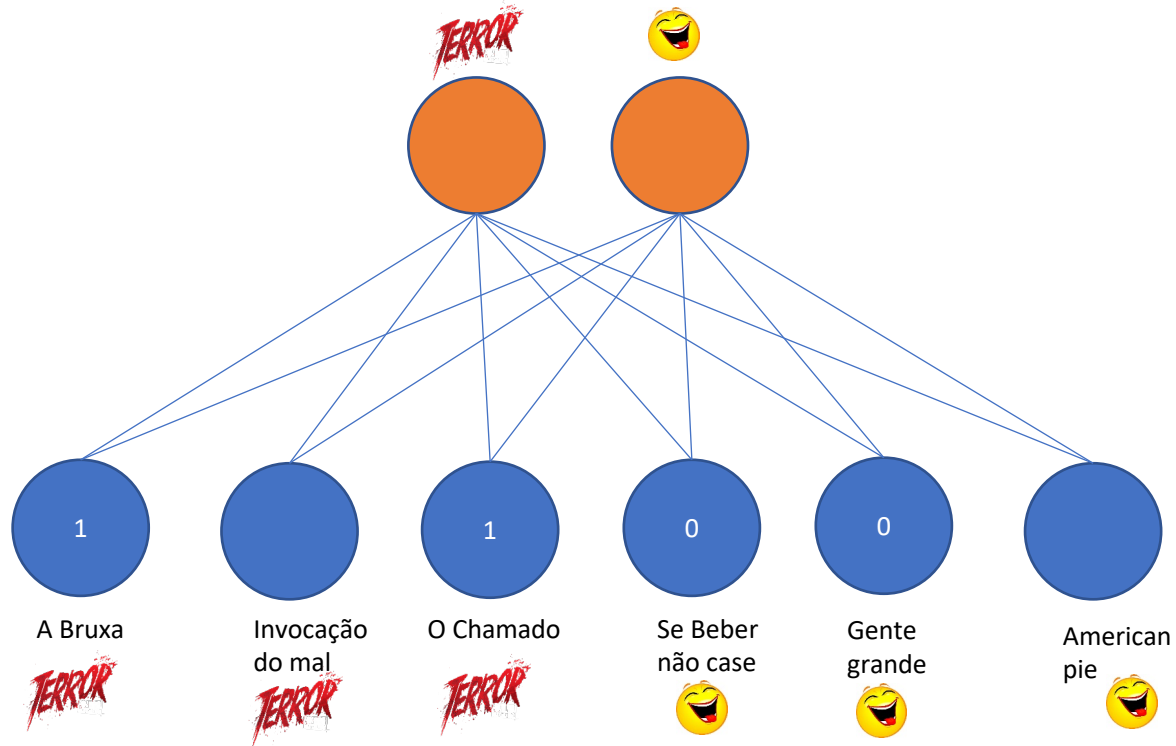 TERROR
1
1
0
0
A Bruxa
Invocação
do mal
O Chamado
Se Beber
não case
Gente
grande
American
pie
TERROR
TERROR
TERROR